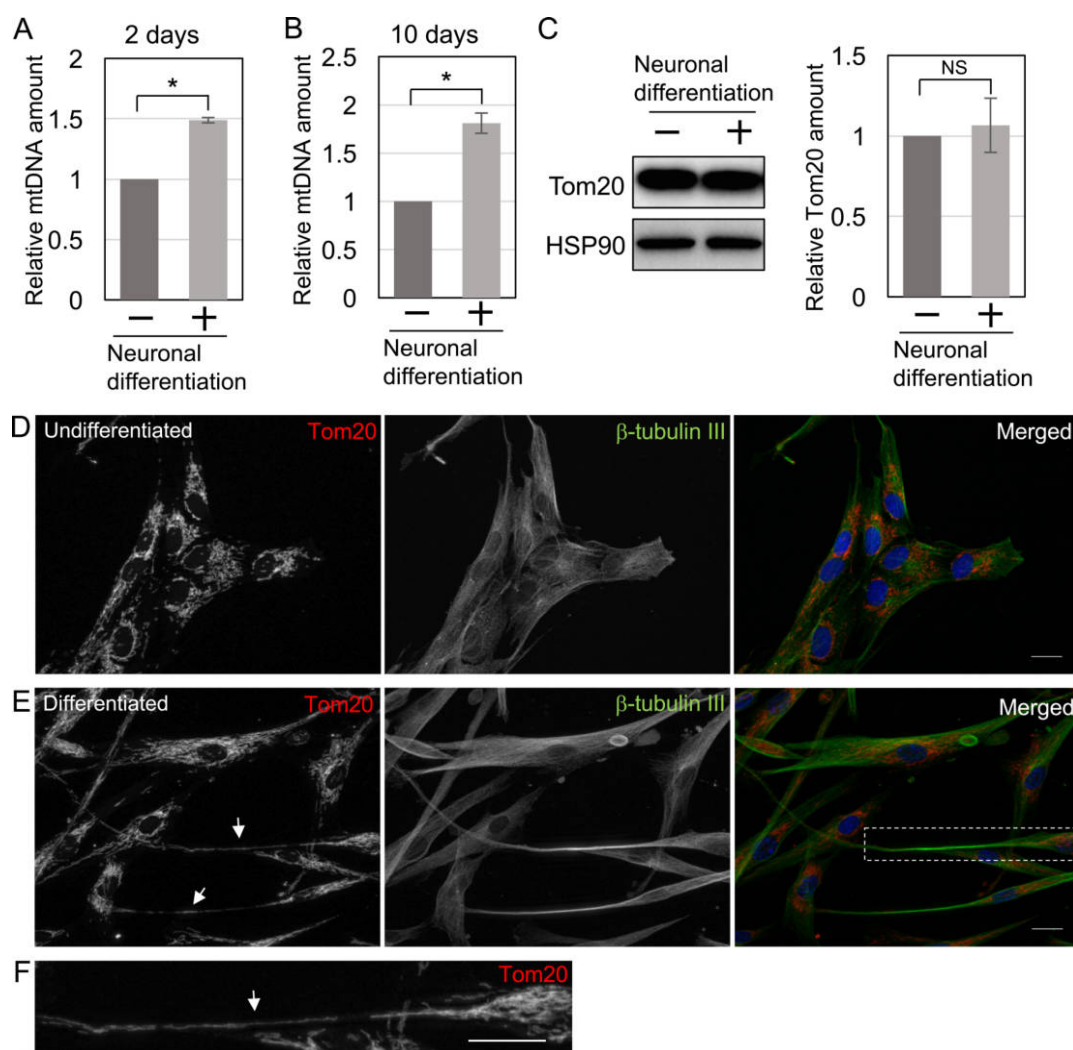 A
2 days
Relative mtDNA amount
2
1.5
1
0.5
0
*
− +
Neuronal
differentiation
B
10 days
Relative mtDNA amount
2.5
2
1.5
1
0.5
0
*
− +
Neuronal
differentiation
C
Neuronal
differentiation
− +
Tom20
HSP90
Relative Tom20 amount
1.5
1
0.5
0
NS
− +
Neuronal
differentiation
D
Undifferentiated Tom20
β-tubulin III
Merged
E
Differentiated Tom20
β-tubulin III
Merged
F
Tom20